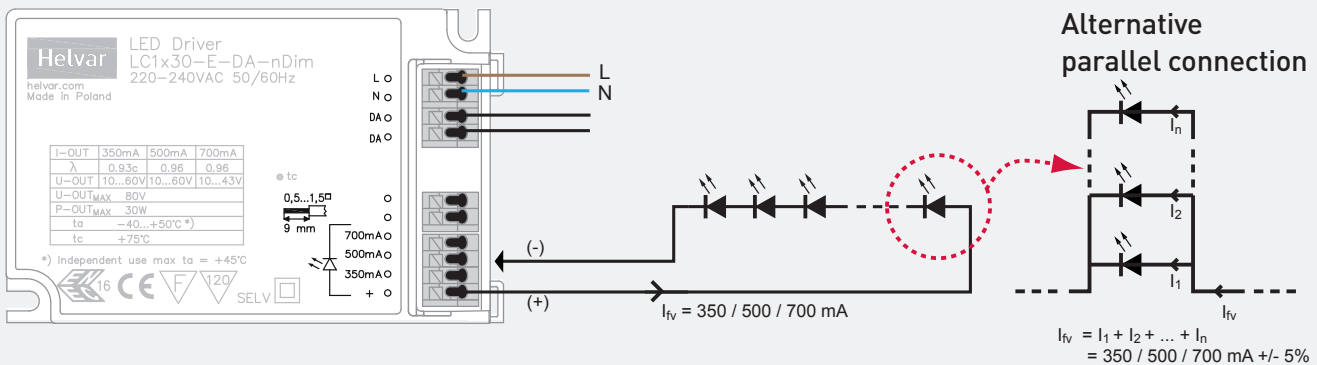 Helvar
helvar.com
Made in Poland
LED Driver
LC1x30-E-DA-nDim
220-240VAC 50/60Hz
I-OUT 350mA 500mA 700mA
λ 0.93c 0.96 0.96
U-OUT 10...60V 10...60V 10...43V
U-OUTMAX 80V
P-OUTMAX 30W
ta -40...+50°C *)
tc +75°C
*) Independent use max ta = +45°C
16 CE F 120 SELV
tc
0,5...1,5□
9 mm
L
N
DA
DA
700mA
500mA
350mA
+
L
N
(-)
(+)
Ifv = 350 / 500 / 700 mA
Alternative
parallel connection
In
I2
I1
Ifv
Ifv = I1 + I2 + ... + In
= 350 / 500 / 700 mA +/- 5%